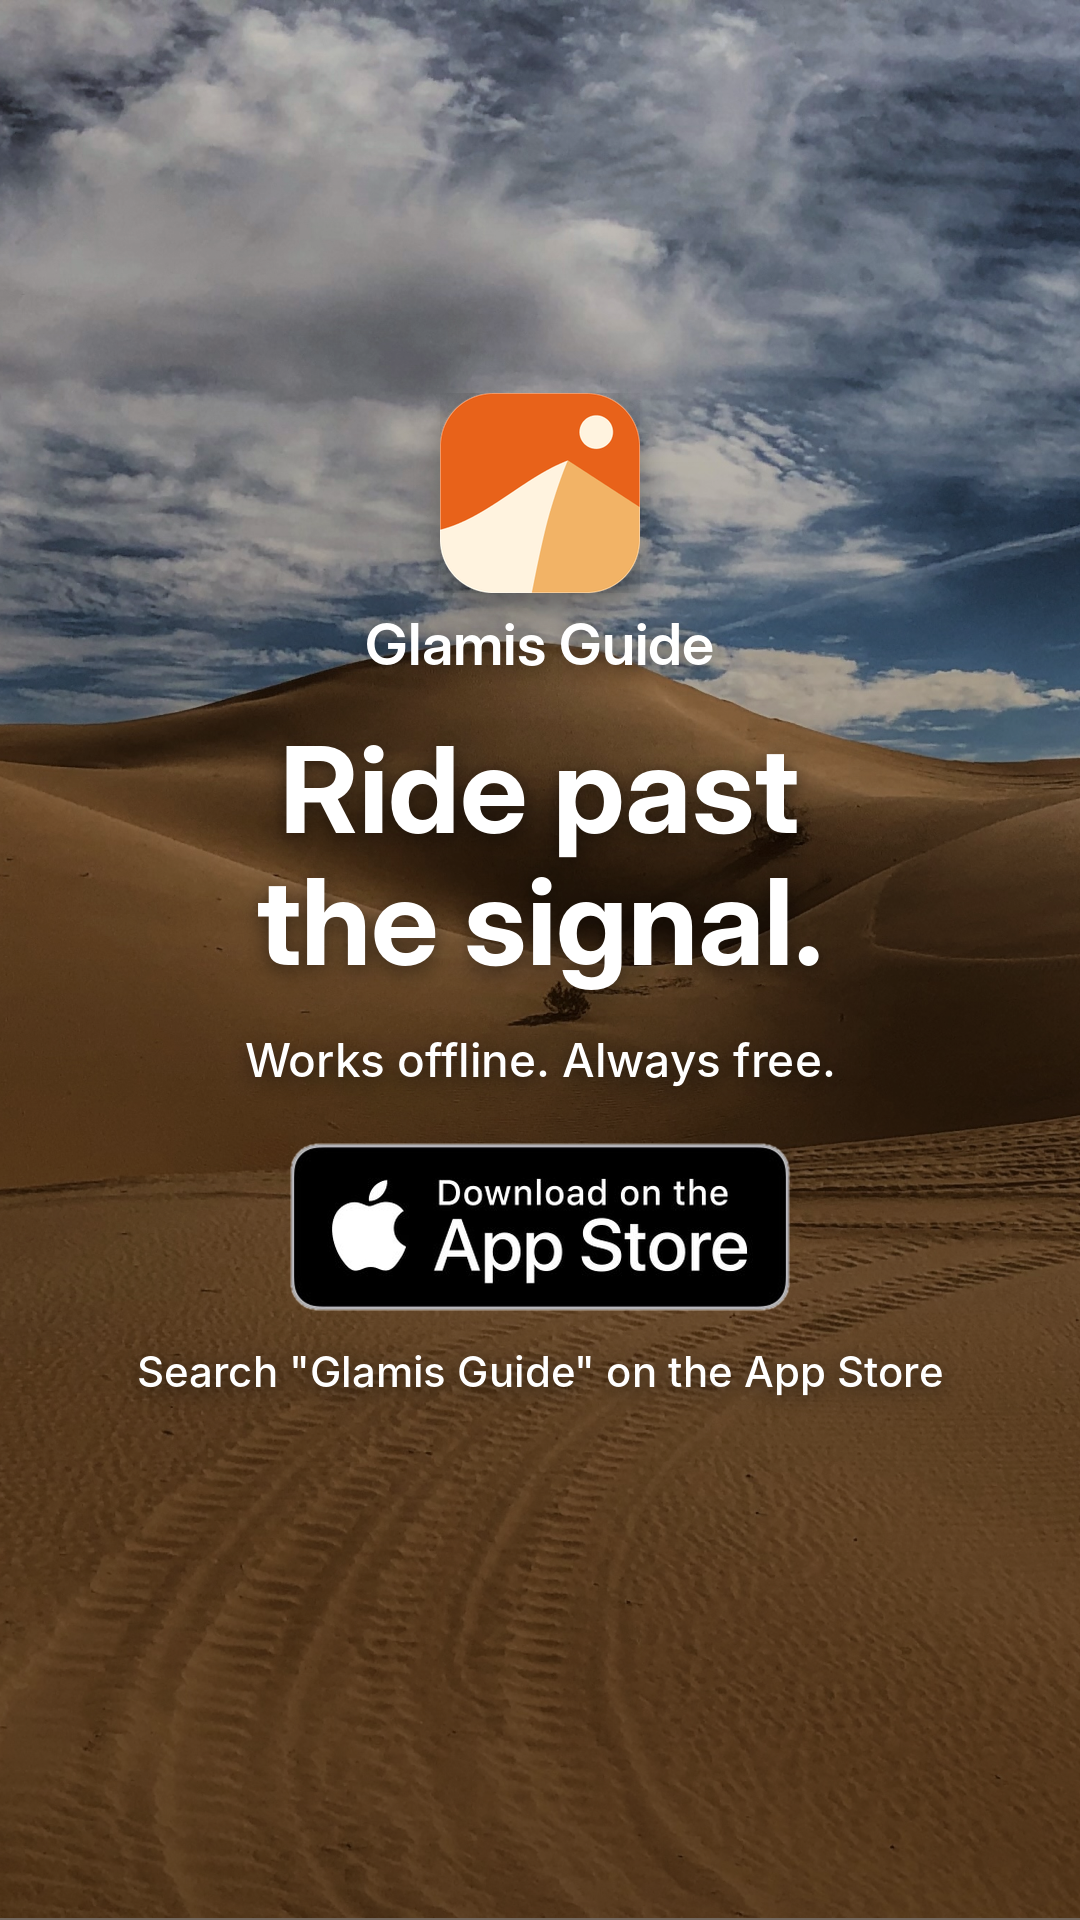 Glamis Guide
Ride past
the signal.
Works offline. Always free.
Download on the
App Store
Search "Glamis Guide" on the App Store